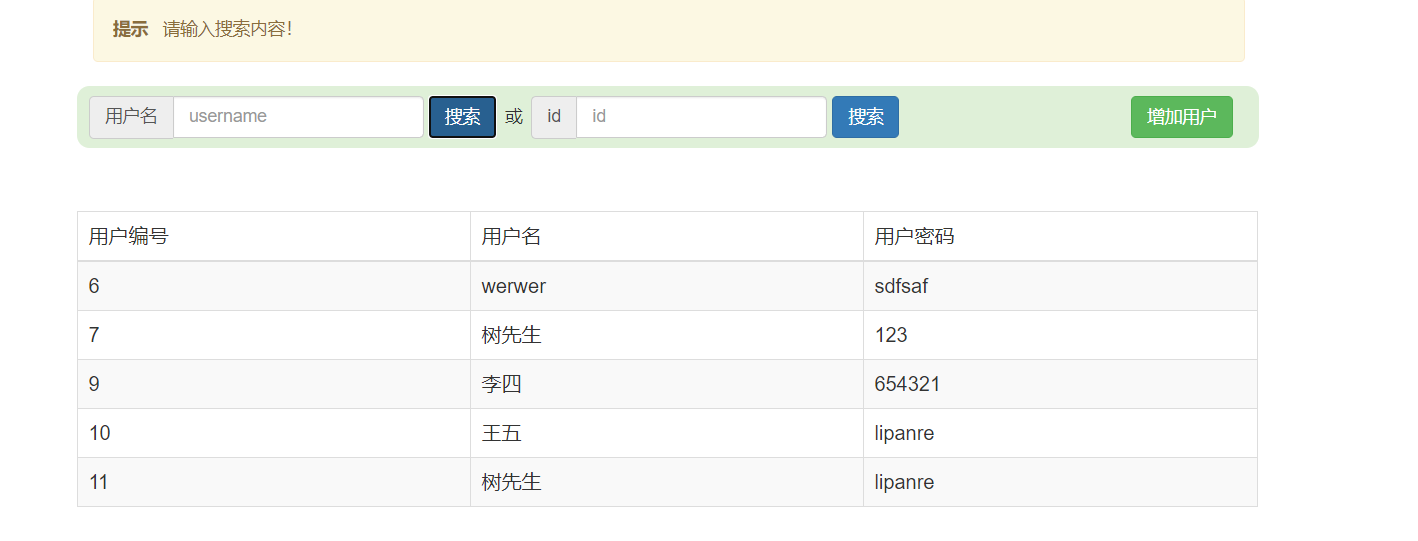 提示 请输入搜索内容!
用户名 username 搜索 或 id id 搜索 增加用户
用户编号 用户名 用户密码
6 werwer sdfsaf
7 树先生 123
9 李四 654321
10 王五 lipanre
11 树先生 lipanre